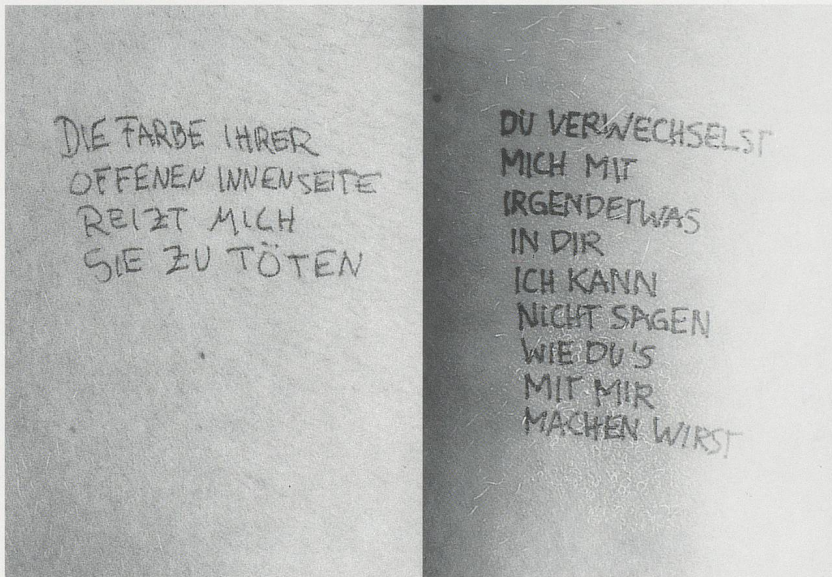 DIE FARBE IHRER
OFFENEN INNENSEITE
REIZT MICH
SIE ZU TÖTEN
DU VERWECHSELST
MICH MIT
IRGENDETWAS
IN DIR
ICH KANN
NICHT SAGEN
WIE DU'S
MIT MIR
MACHEN WIRST